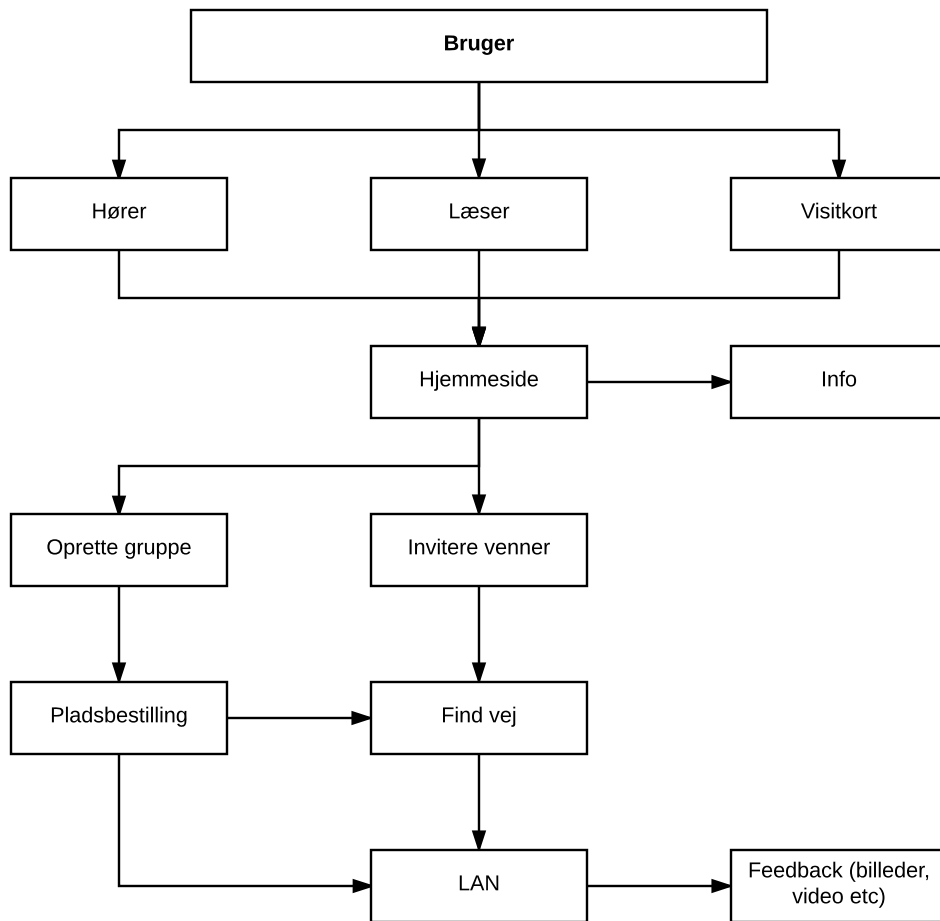 Bruger
Hører
Læser
Visitkort
Hjemmeside
Info
Oprette gruppe
Invitere venner
Pladsbestilling
Find vej
LAN
Feedback (billeder,
video etc)